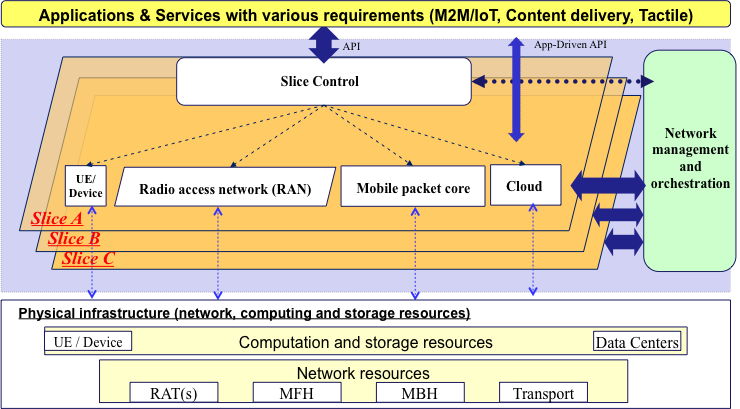 Applications & Services with various requirements (M2M/IoT, Content delivery, Tactile)
API
App-Driven API
Slice Control
Network
management
and
orchestration
UE/
Device
Radio access network (RAN)
Mobile packet core
Cloud
Slice A
Slice B
Slice C
Physical infrastructure (network, computing and storage resources)
UE / Device
Computation and storage resources
Data Centers
Network resources
RAT(s)
MFH
MBH
Transport